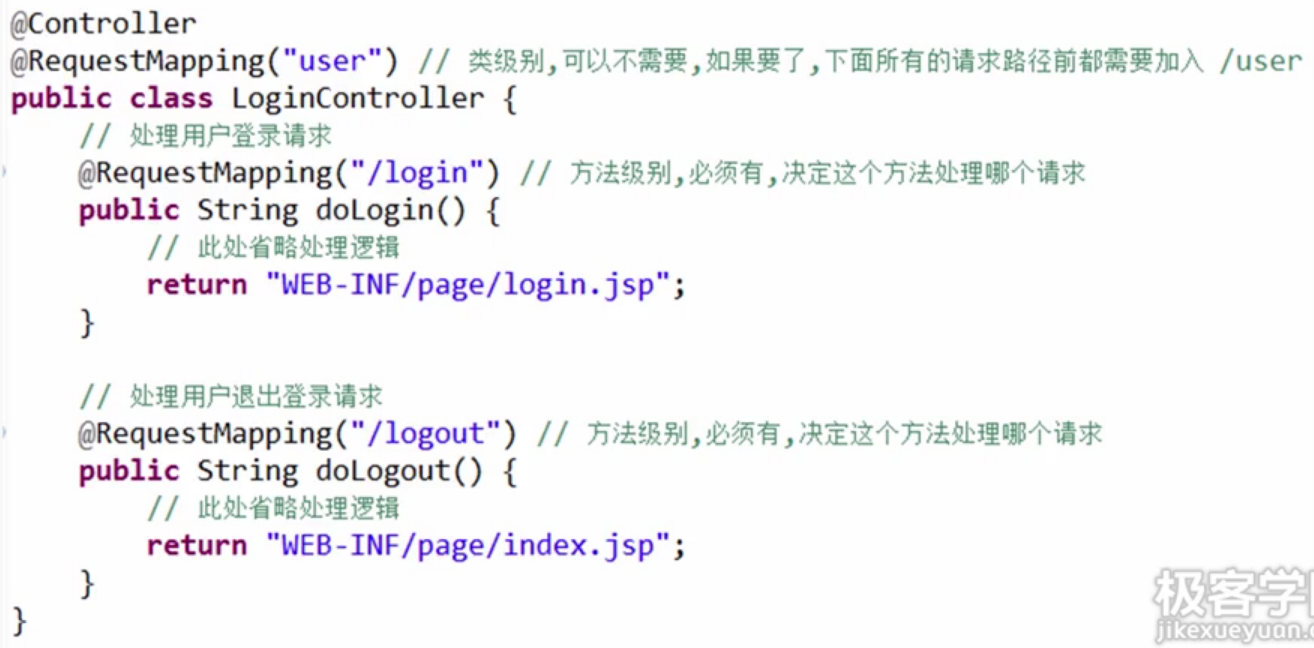 @Controller
@RequestMapping("user") // 类级别,可以不需要,如果要了,下面所有的请求路径前都需要加入 /user
public class LoginController {
    // 处理用户登录请求
    @RequestMapping("/login") // 方法级别,必须有,决定这个方法处理哪个请求
    public String doLogin() {
        // 此处省略处理逻辑
        return "WEB-INF/page/login.jsp";
    }
    // 处理用户退出登录请求
    @RequestMapping("/logout") // 方法级别,必须有,决定这个方法处理哪个请求
    public String doLogout() {
        // 此处省略处理逻辑
        return "WEB-INF/page/index.jsp";
    }
}
极客学
jikexueyuan.